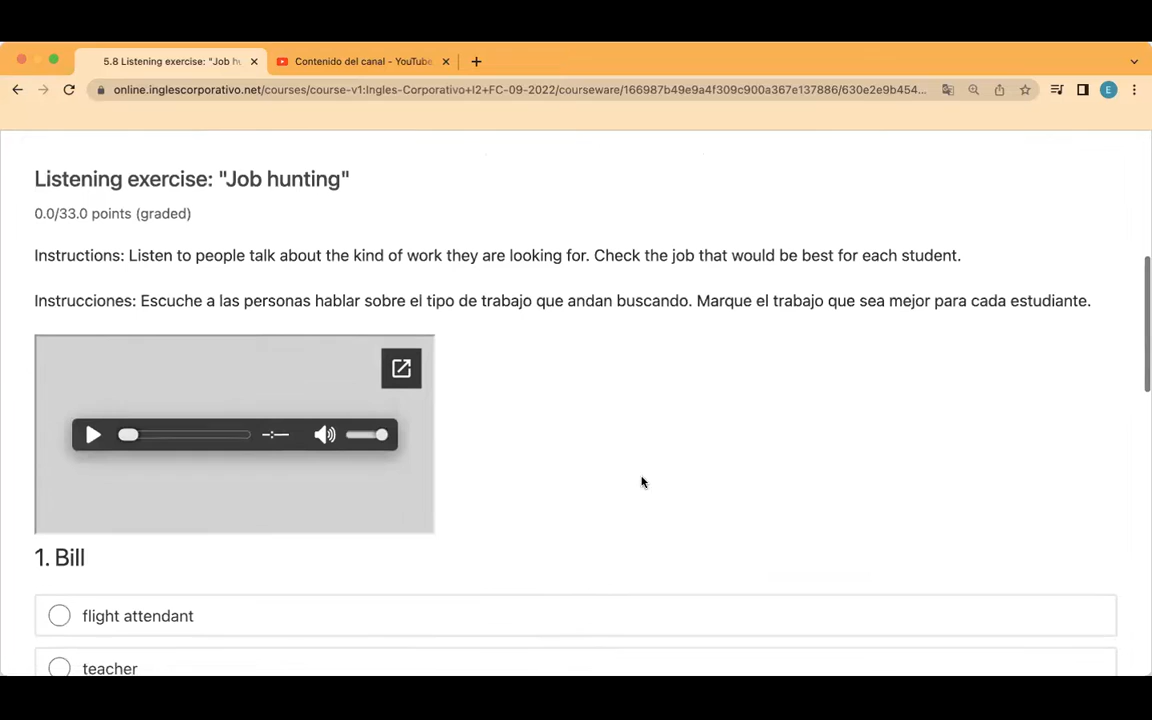 5.8 Listening exercise: "Job hu
Contenido del canal - YouTube
online.inglescorporativo.net/courses/course-v1:Ingles-Corporativo+I2+FC-09-2022/courseware/166987b49e9a4f309c900a367e137886/630e2e9b454...
E
Listening exercise: "Job hunting"
0.0/33.0 points (graded)
Instructions: Listen to people talk about the kind of work they are looking for. Check the job that would be best for each student.
Instrucciones: Escuche a las personas hablar sobre el tipo de trabajo que andan buscando. Marque el trabajo que sea mejor para cada estudiante.
-:-
1. Bill
flight attendant
teacher